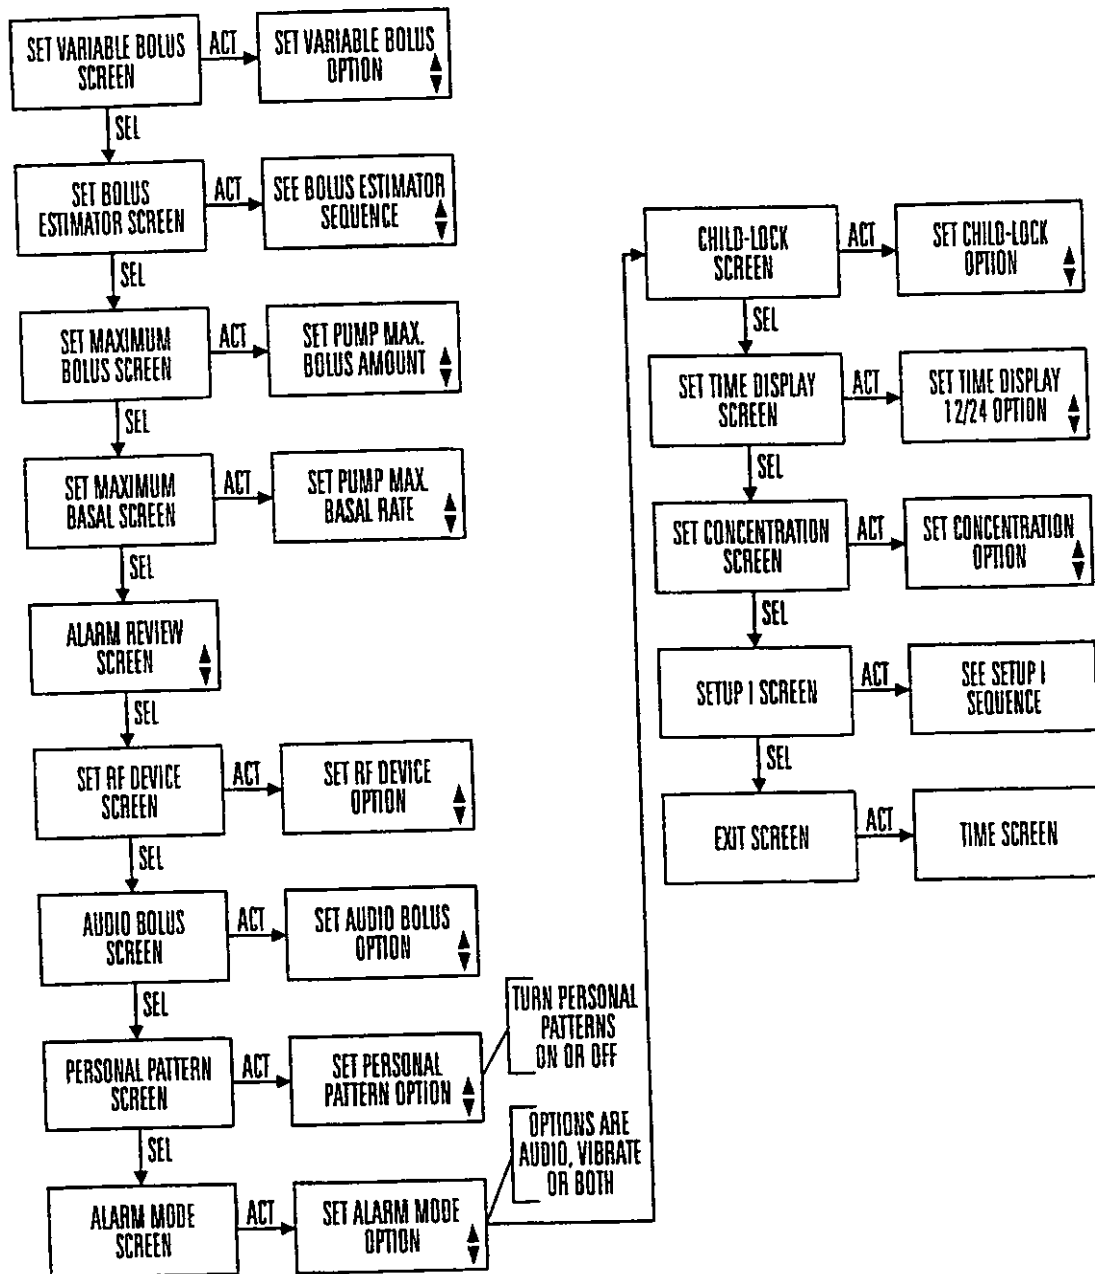 SET VARIABLE BOLUS
SCREEN
ACT
SET VARIABLE BOLUS
OPTION
SEL
SET BOLUS
ESTIMATOR SCREEN
ACT
SEE BOLUS ESTIMATOR
SEQUENCE
SEL
SET MAXIMUM
BOLUS SCREEN
ACT
SET PUMP MAX.
BOLUS AMOUNT
SEL
SET MAXIMUM
BASAL SCREEN
ACT
SET PUMP MAX.
BASAL RATE
SEL
ALARM REVIEW
SCREEN
SEL
SET RF DEVICE
SCREEN
ACT
SET RF DEVICE
OPTION
SEL
AUDIO BOLUS
SCREEN
ACT
SET AUDIO BOLUS
OPTION
SEL
PERSONAL PATTERN
SCREEN
ACT
SET PERSONAL
PATTERN OPTION
TURN PERSONAL
PATTERNS
ON OR OFF
SEL
ALARM MODE
SCREEN
ACT
SET ALARM MODE
OPTION
OPTIONS ARE
AUDIO, VIBRATE
OR BOTH
CHILD-LOCK
SCREEN
ACT
SET CHILD-LOCK
OPTION
SEL
SET TIME DISPLAY
SCREEN
ACT
SET TIME DISPLAY
12/24 OPTION
SEL
SET CONCENTRATION
SCREEN
ACT
SET CONCENTRATION
OPTION
SEL
SETUP I SCREEN
ACT
SEE SETUP I
SEQUENCE
SEL
EXIT SCREEN
ACT
TIME SCREEN